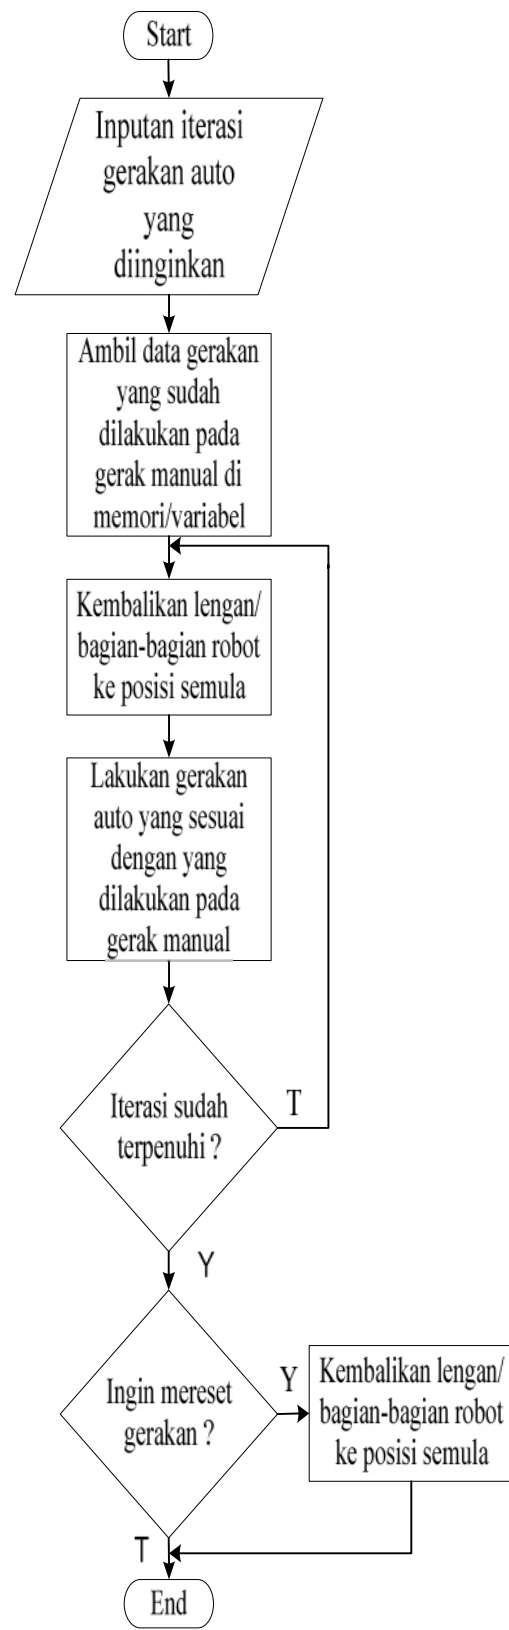 Start
Inputan iterasi
gerakan auto
yang
diinginkan
Ambil data gerakan
yang sudah
dilakukan pada
gerak manual di
memori/variabel
Kembalikan lengan/
bagian-bagian robot
ke posisi semula
Lakukan gerakan
auto yang sesuai
dengan yang
dilakukan pada
gerak manual
Iterasi sudah
terpenuhi ?
T
Y
Ingin mereset
gerakan ?
Y
Kembalikan lengan/
bagian-bagian robot
ke posisi semula
T
End